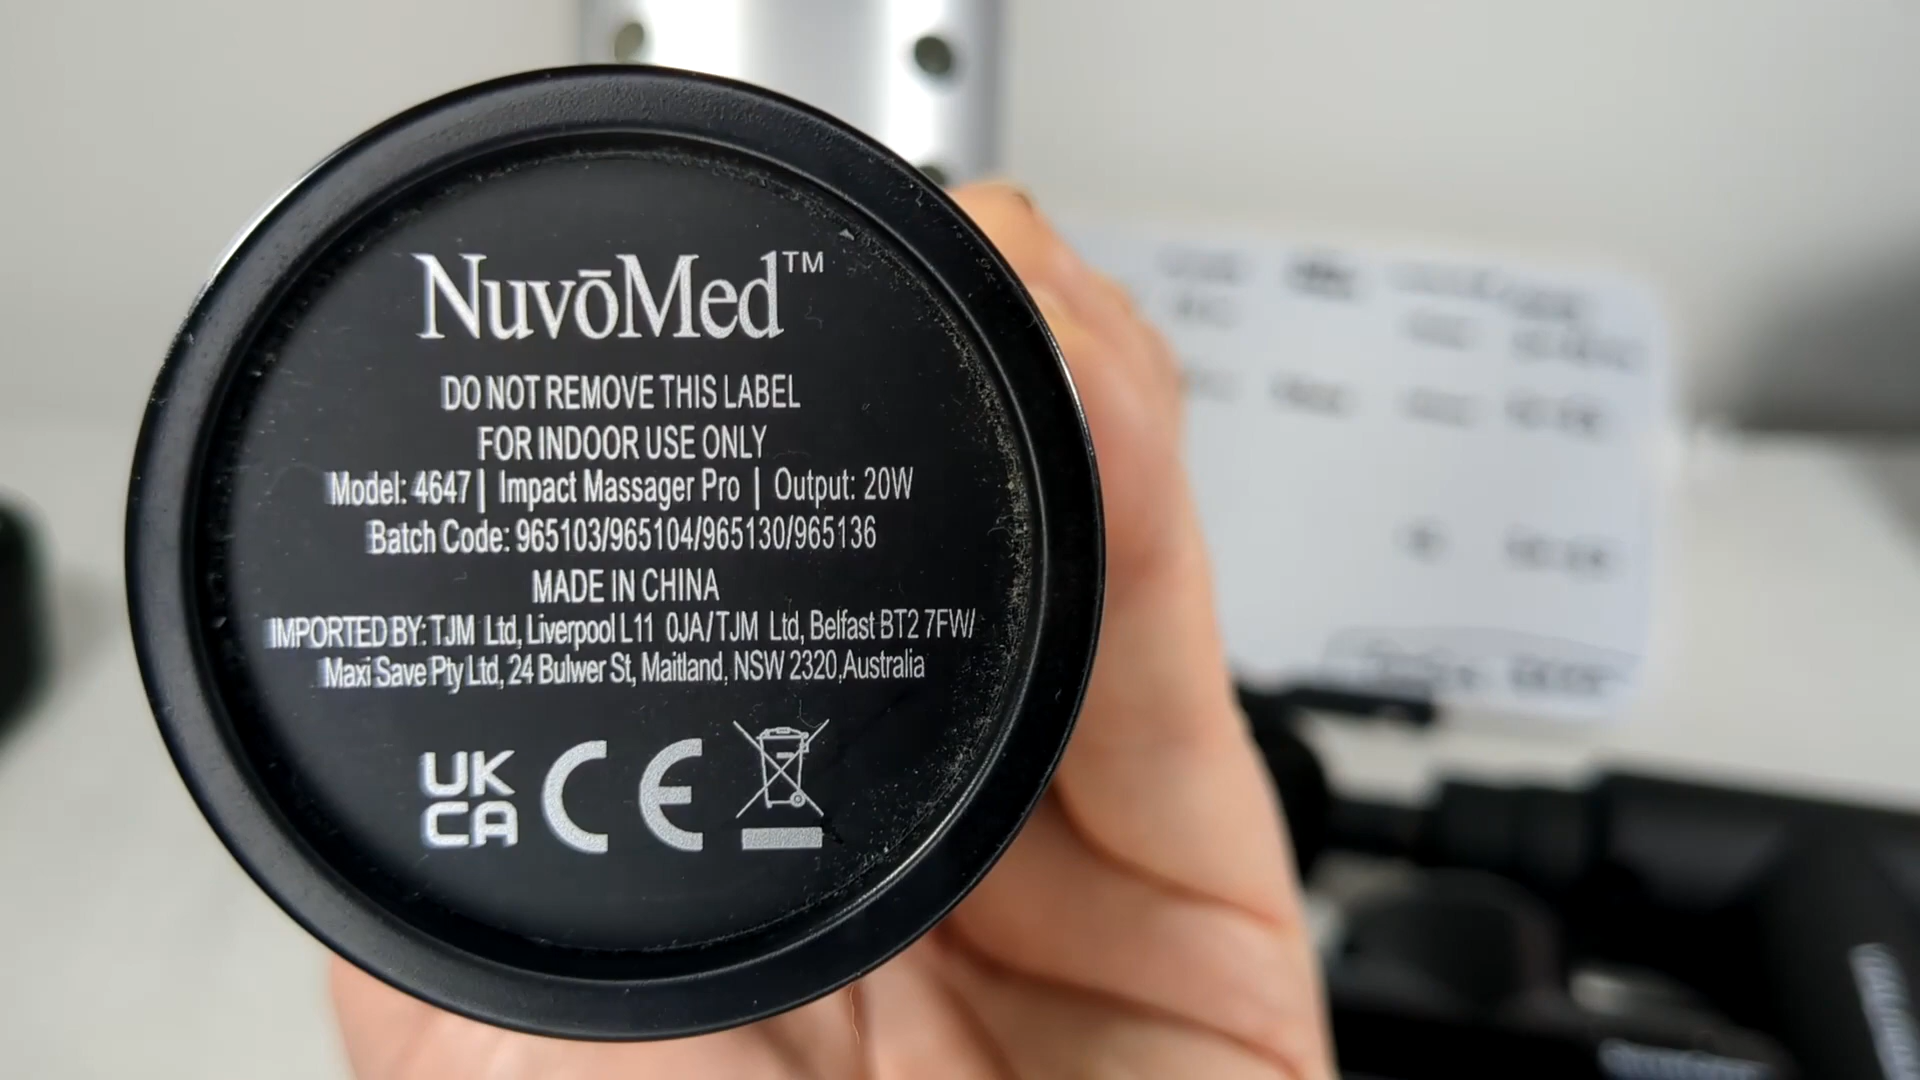 NuvōMed™
DO NOT REMOVE THIS LABEL
FOR INDOOR USE ONLY
Model: 4647 | Impact Massager Pro | Output: 20W
Batch Code: 965103/965104/965130/965136
MADE IN CHINA
IMPORTED BY: TJM Ltd, Liverpool L11 0JA/TJM Ltd, Belfast BT2 7FW/
Maxi Save Pty Ltd, 24 Bulwer St, Maitland, NSW 2320,Australia
UK
CA
CE